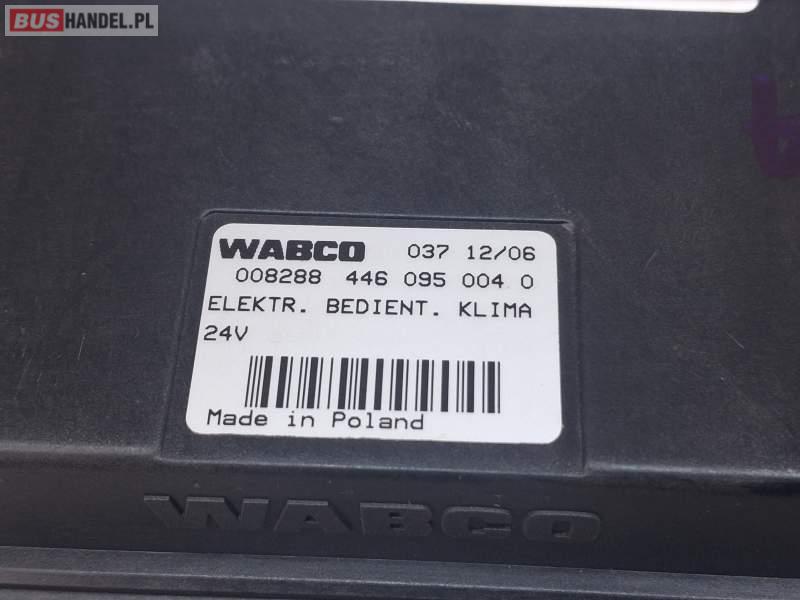 BUSHANDEL.PL
WABCO 037 12/06
008288 446 095 004 0
ELEKTR. BEDIENT. KLIMA
24V
Made in Poland
WABCO